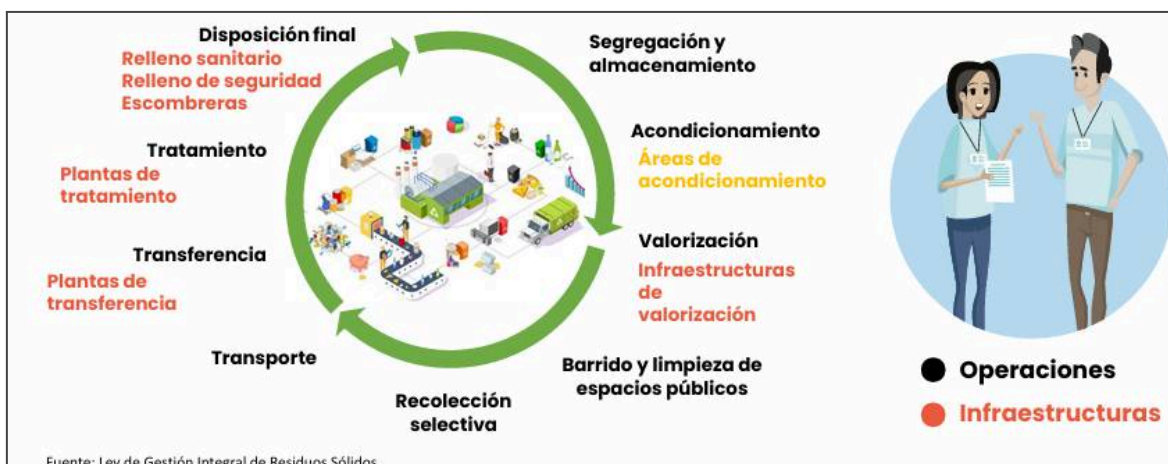 Disposición final
Relleno sanitario
Relleno de seguridad
Escombreras
Segregación y
almacenamiento
Acondicionamiento
Áreas de
acondicionamiento
Tratamiento
Plantas de
tratamiento
Valorización
Infraestructuras
de
valorización
Transferencia
Plantas de
transferencia
Transporte
Barrido y limpieza de
espacios públicos
Recolección
selectiva
Operaciones
Infraestructuras
Fuente: Ley de Gestión Integral de Residuos Sólidos